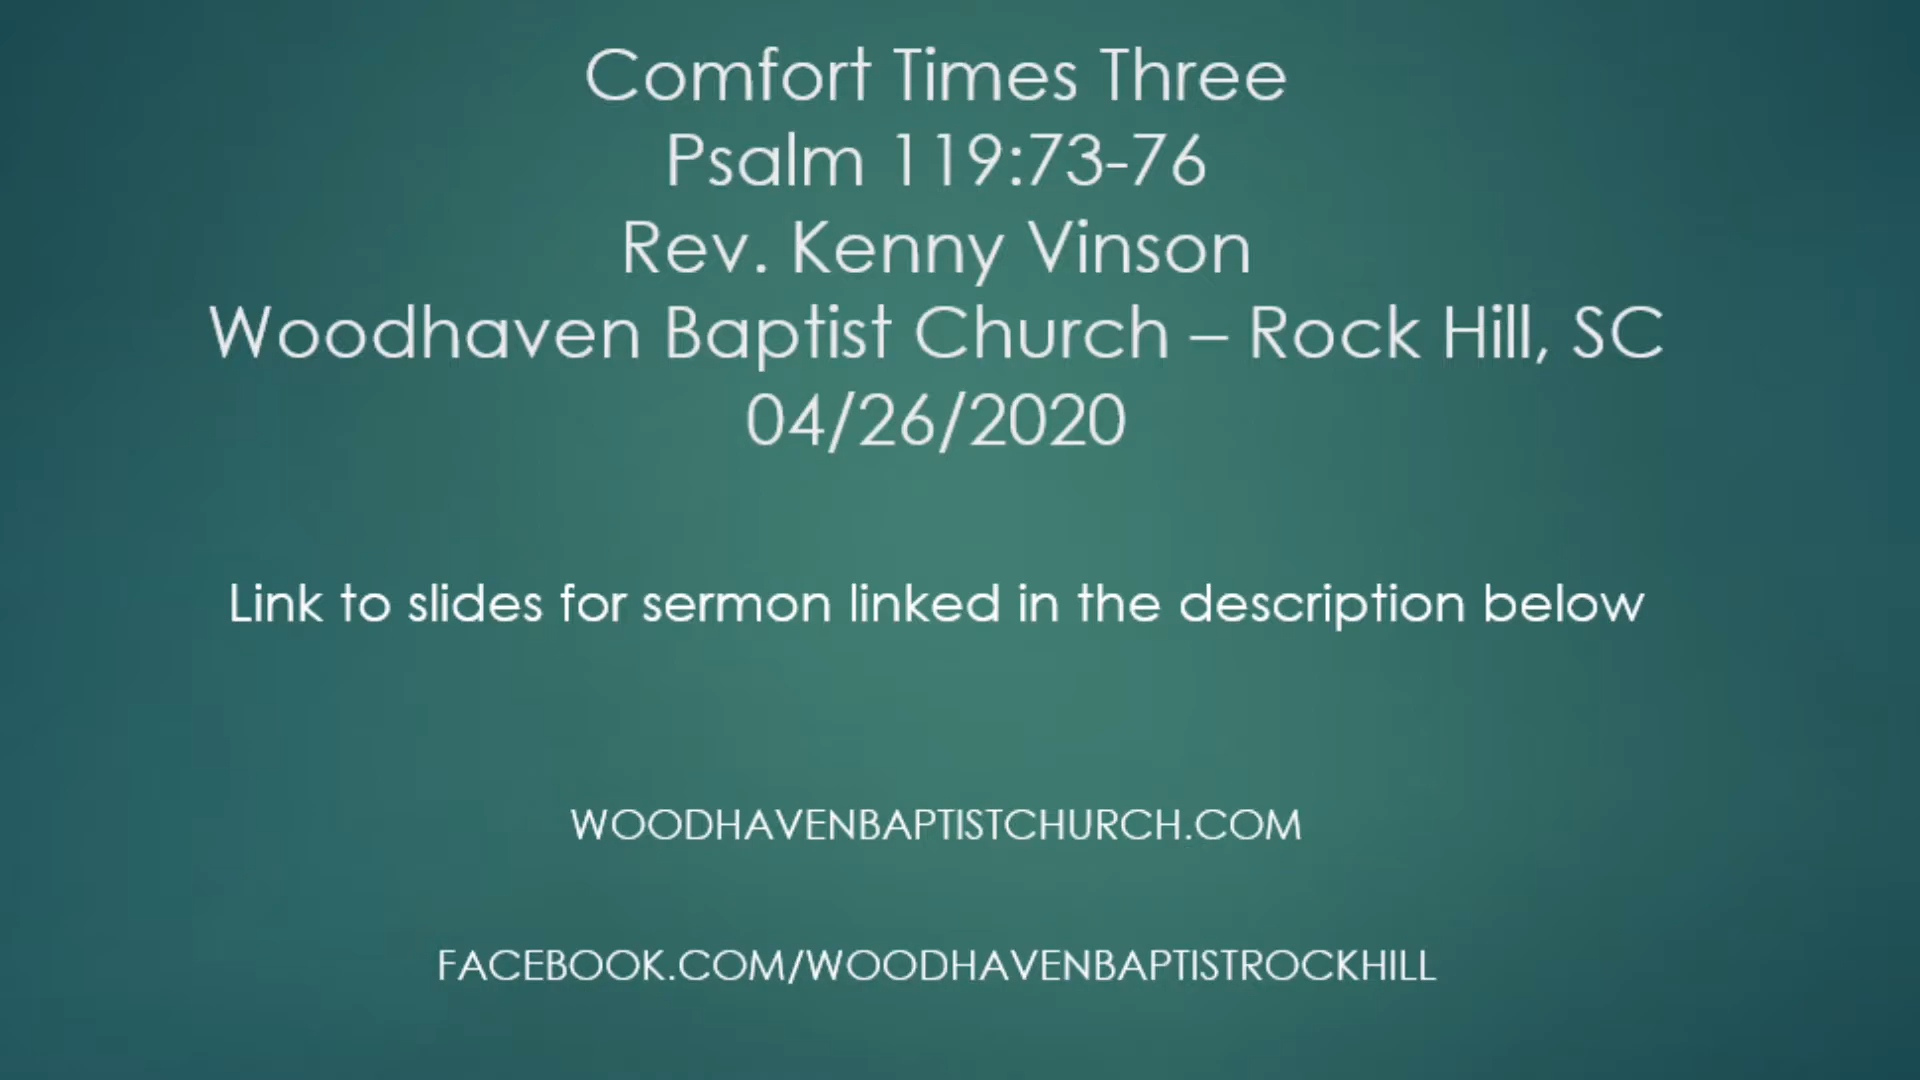 Comfort Times Three
Psalm 119:73-76
Rev. Kenny Vinson
Woodhaven Baptist Church – Rock Hill, SC
04/26/2020
Link to slides for sermon linked in the description below
WOODHAVENBAPTISTCHURCH.COM
FACEBOOK.COM/WOODHAVENBAPTISTROCKHILL